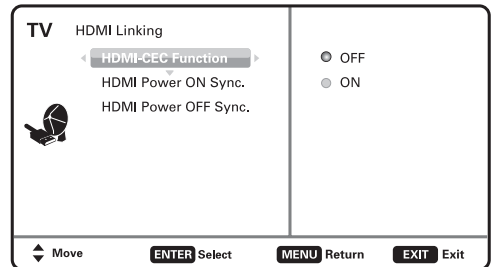 TV HDMI Linking
HDMI-CEC Function
HDMI Power ON Sync.
HDMI Power OFF Sync.
OFF
ON
Move ENTER Select MENU Return EXIT Exit